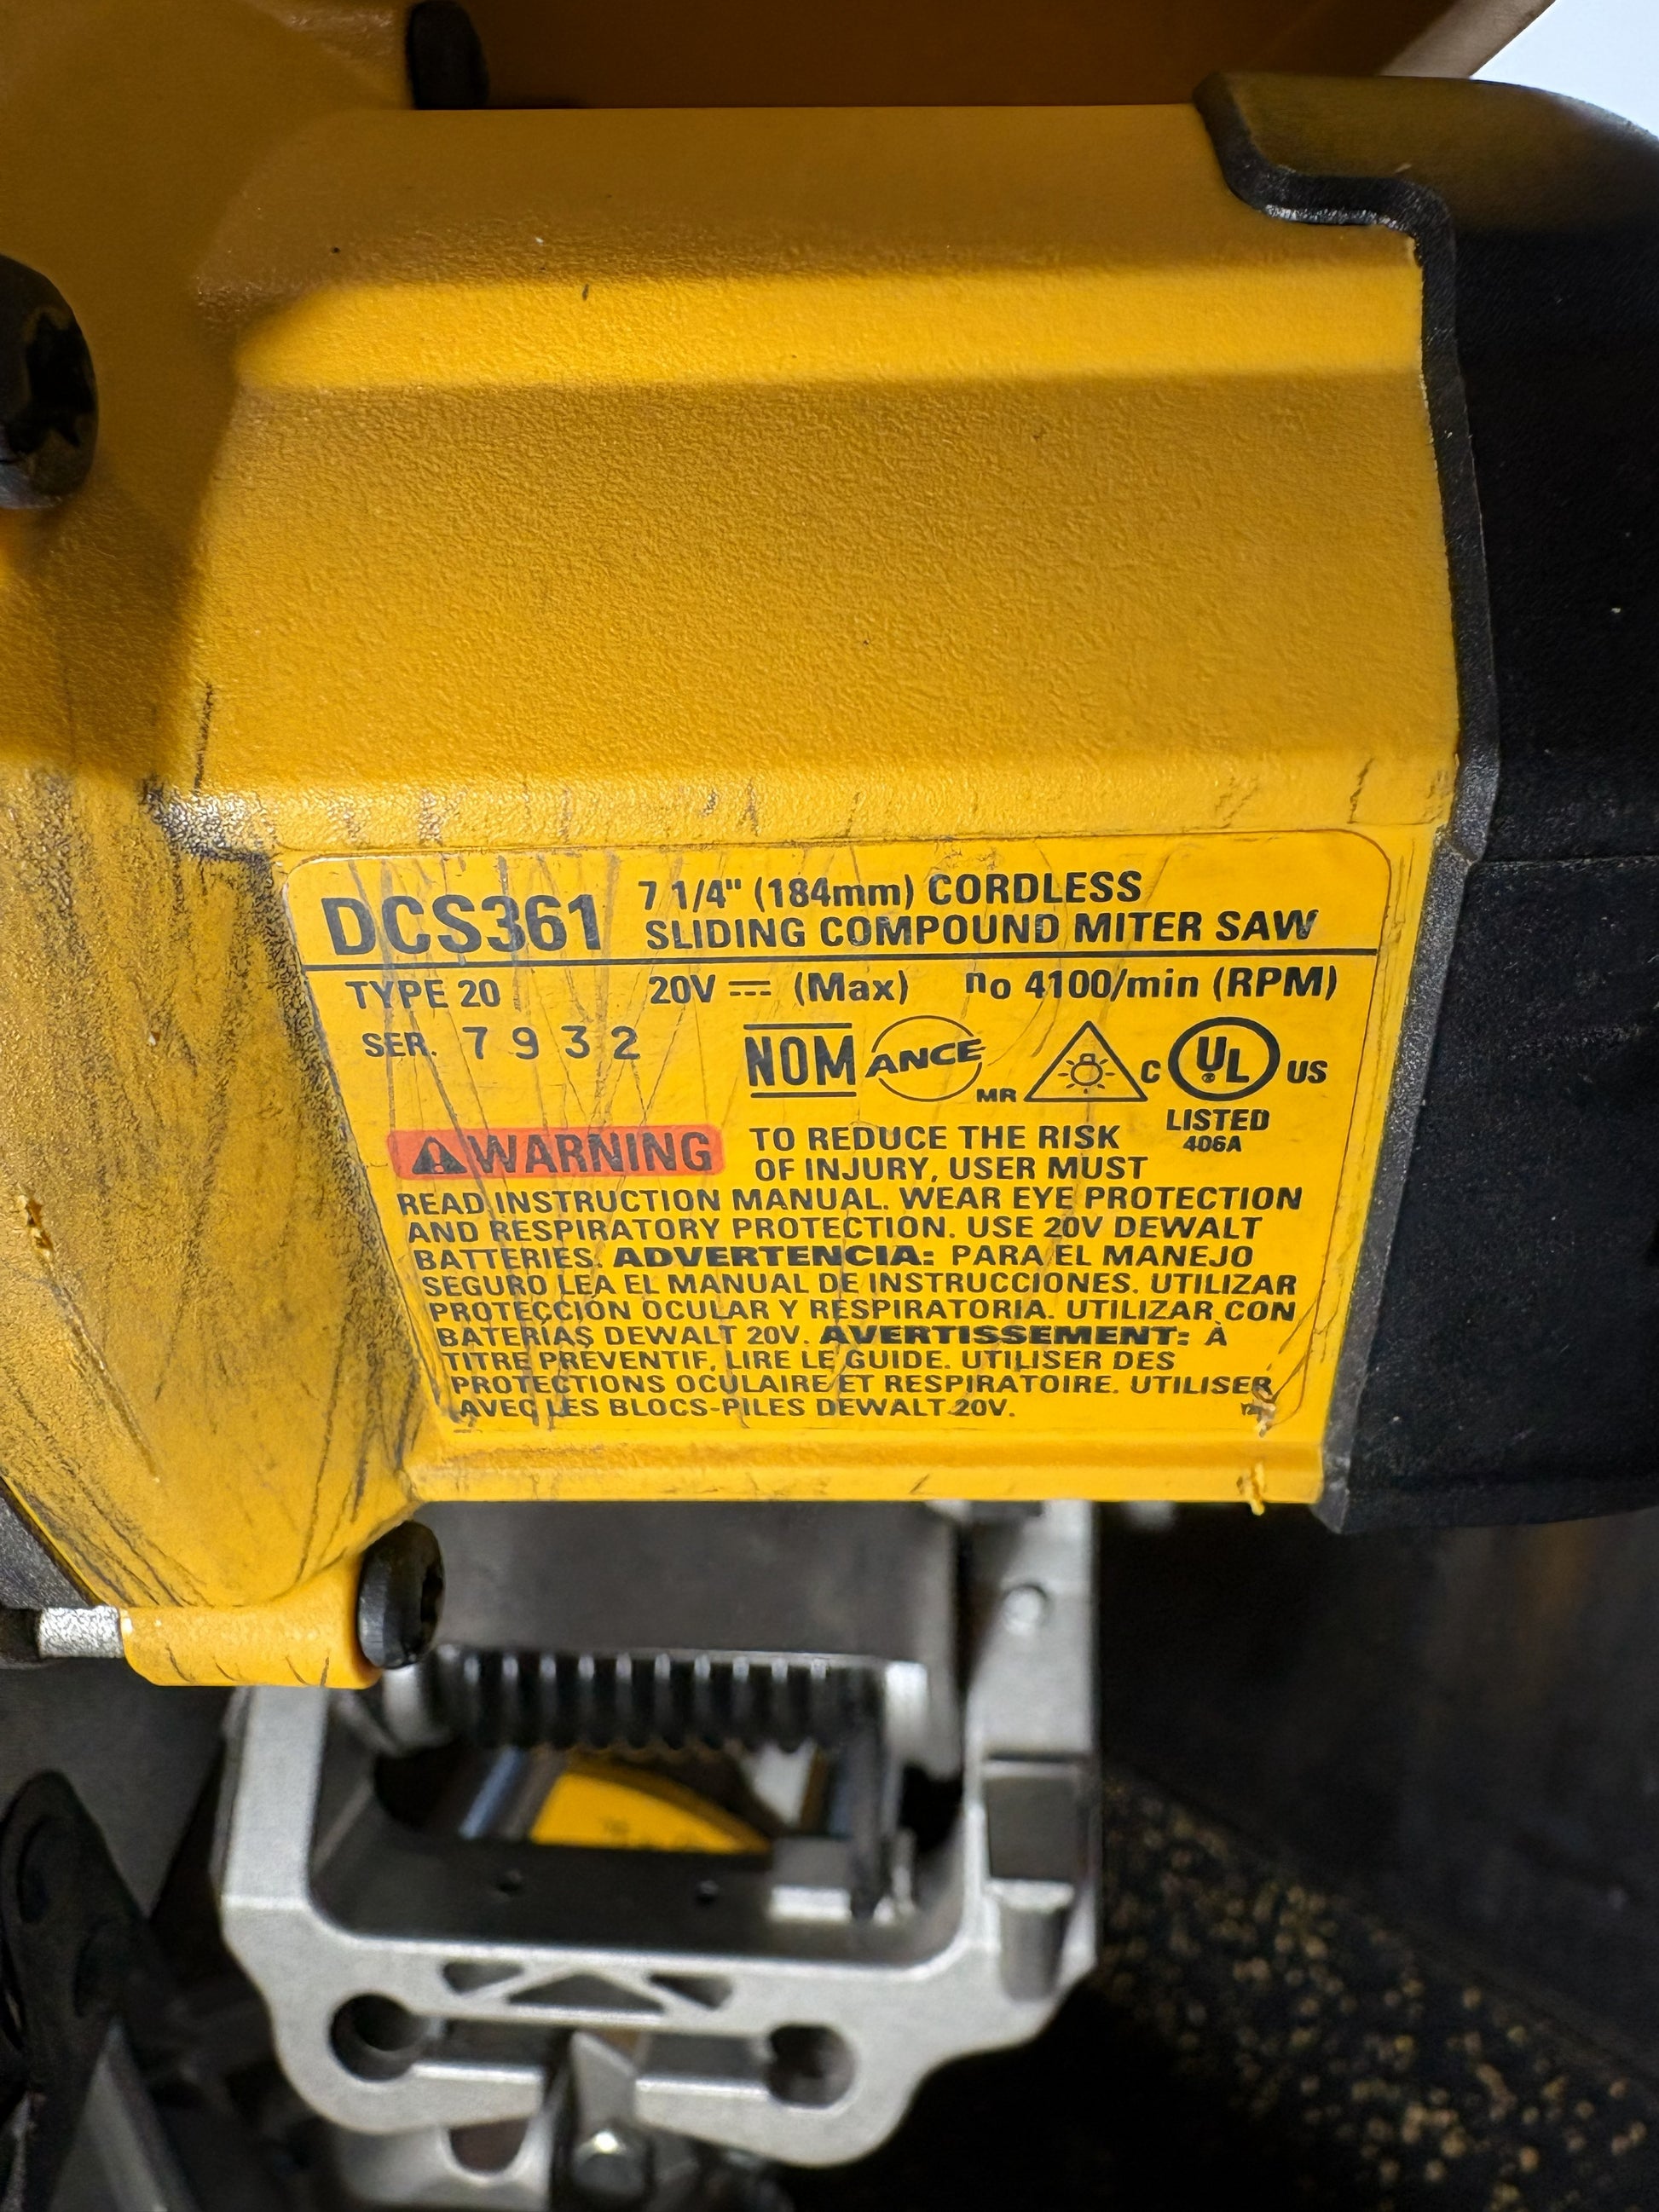 DCS361 7 1/4" (184mm) CORDLESS
SLIDING COMPOUND MITER SAW
TYPE 20 20V ⎓ (Max) no 4100/min (RPM)
SER. 7932 NOM ANCE MR C UL US
LISTED
406A
⚠WARNING TO REDUCE THE RISK
OF INJURY, USER MUST
READ INSTRUCTION MANUAL. WEAR EYE PROTECTION
AND RESPIRATORY PROTECTION. USE 20V DEWALT
BATTERIES. ADVERTENCIA: PARA EL MANEJO
SEGURO LEA EL MANUAL DE INSTRUCCIONES. UTILIZAR
PROTECCIÓN OCULAR Y RESPIRATORIA. UTILIZAR CON
BATERÍAS DEWALT 20V. AVERTISSEMENT: À
TITRE PRÉVENTIF, LIRE LE GUIDE. UTILISER DES
PROTECTIONS OCULAIRE ET RESPIRATOIRE. UTILISER
AVEC LES BLOCS-PILES DEWALT 20V.